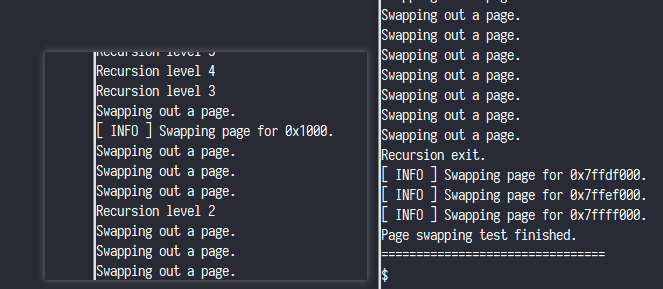 Recursion level 4
Recursion level 3
Swapping out a page.
[ INFO ] Swapping page for 0x1000.
Swapping out a page.
Swapping out a page.
Swapping out a page.
Recursion level 2
Swapping out a page.
Swapping out a page.
Swapping out a page.
Swapping out a page.
Swapping out a page.
Swapping out a page.
Swapping out a page.
Swapping out a page.
Swapping out a page.
Swapping out a page.
Recursion exit.
[ INFO ] Swapping page for 0x7ffdf000.
[ INFO ] Swapping page for 0x7ffef000.
[ INFO ] Swapping page for 0x7ffff000.
Page swapping test finished.
================================
$